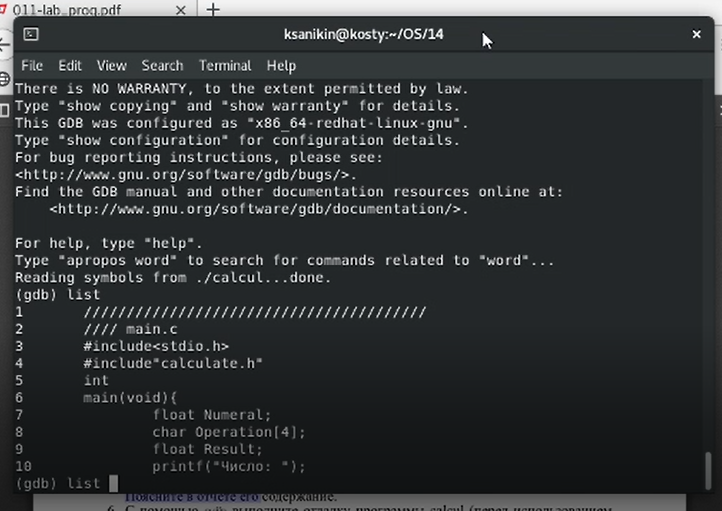 011-lab_prog.pdf
ksanikin@kosty:~/OS/14
File Edit View Search Terminal Help
There is NO WARRANTY, to the extent permitted by law.
Type "show copying" and "show warranty" for details.
This GDB was configured as "x86_64-redhat-linux-gnu".
Type "show configuration" for configuration details.
For bug reporting instructions, please see:
<http://www.gnu.org/software/gdb/bugs/>.
Find the GDB manual and other documentation resources online at:
<http://www.gnu.org/software/gdb/documentation/>.
For help, type "help".
Type "apropos word" to search for commands related to "word"...
Reading symbols from ./calcul...done.
(gdb) list
1 ////////////////////////////////////////
2 //// main.c
3 #include<stdio.h>
4 #include"calculate.h"
5 int
6 main(void){
7 float Numeral;
8 char Operation[4];
9 float Result;
10 printf("Число: ");
(gdb) list
Поясните в отчёте его содержание.
6. С помощью gdb выполните отладку программы calcul (перед использованием